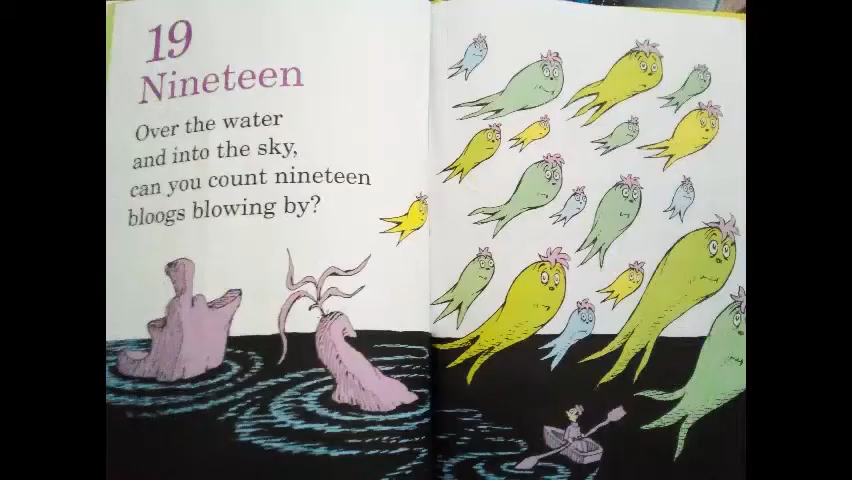 19
Nineteen
Over the water
and into the sky,
can you count nineteen
bloogs blowing by?